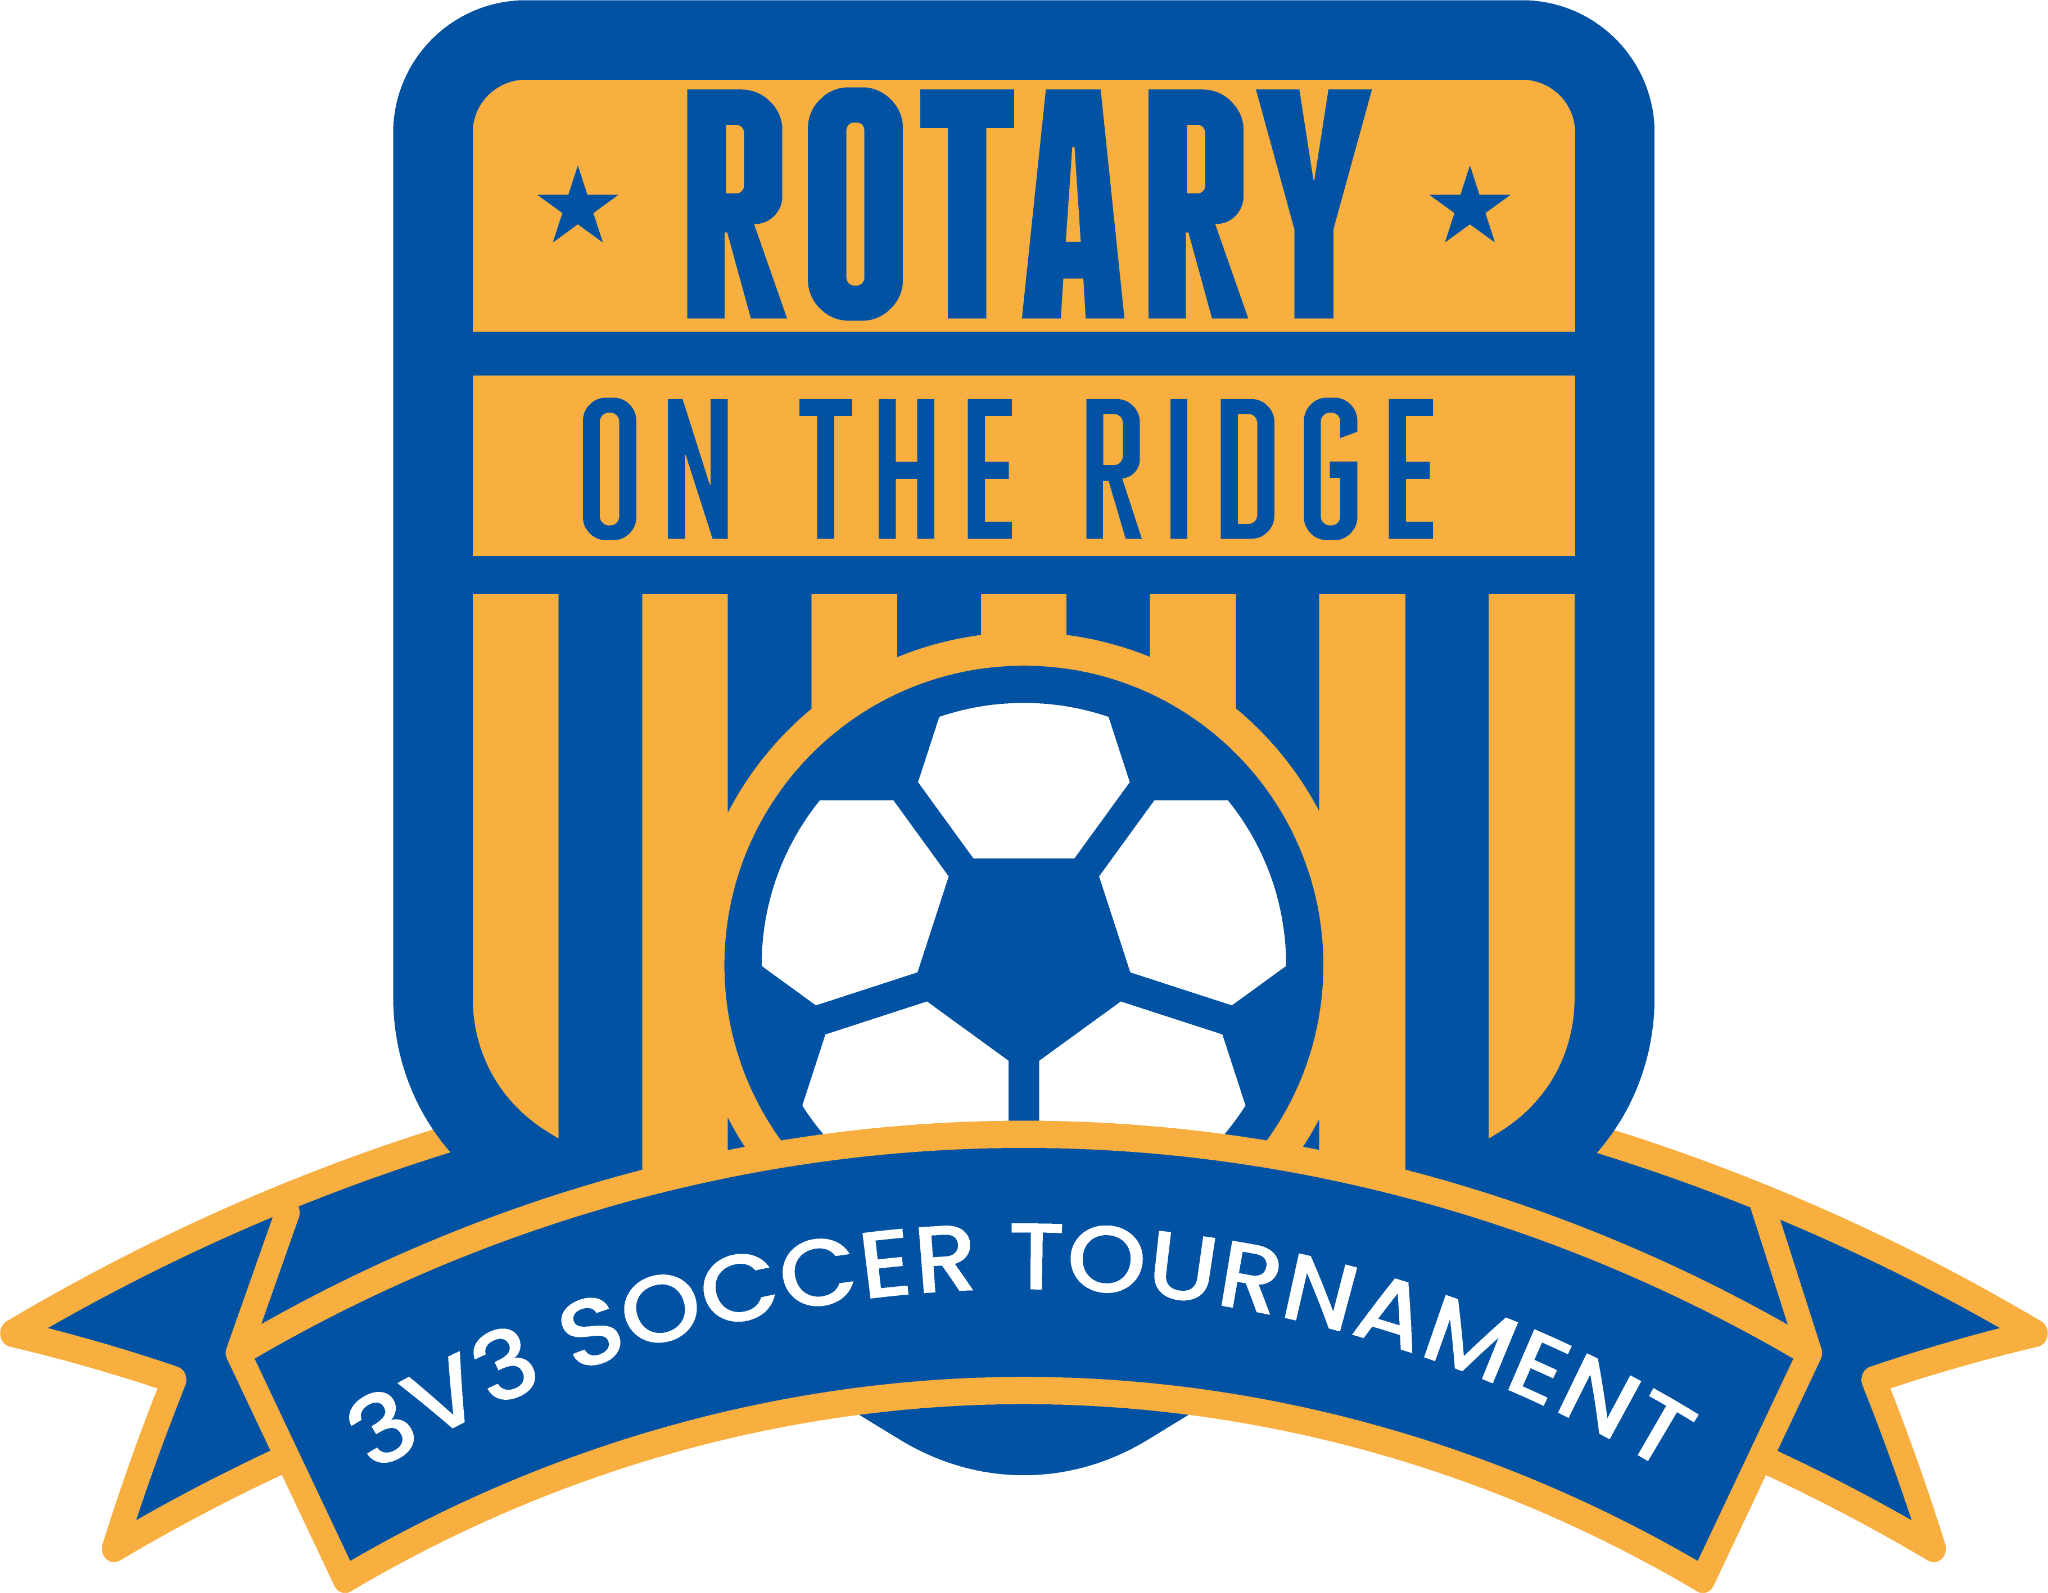 ROTARY
ON THE RIDGE
3V3 SOCCER TOURNAMENT